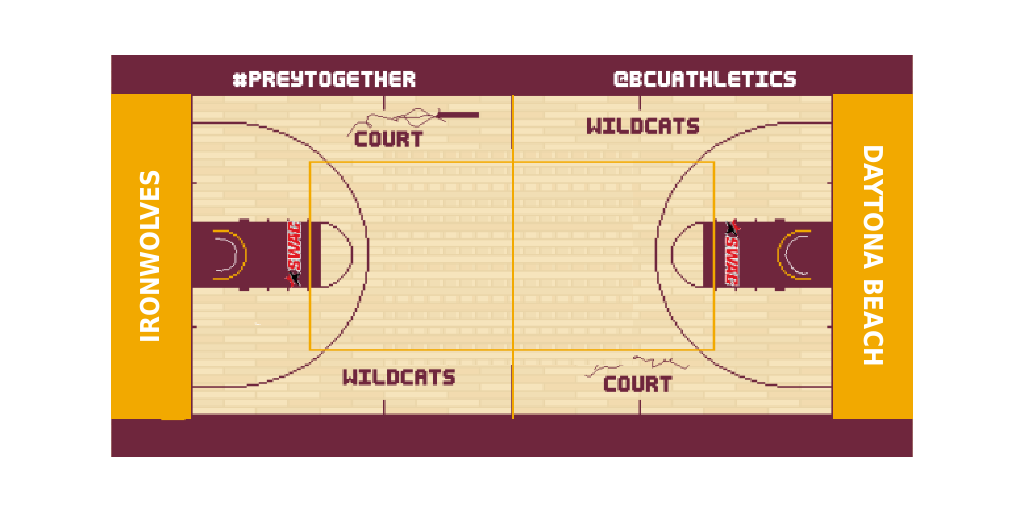 #PREYTOGETHER
@BCUATHLETICS
COURT
WILDCATS
IRONWOLVES
SWAC
SWAC
DAYTONA BEACH
WILDCATS
COURT